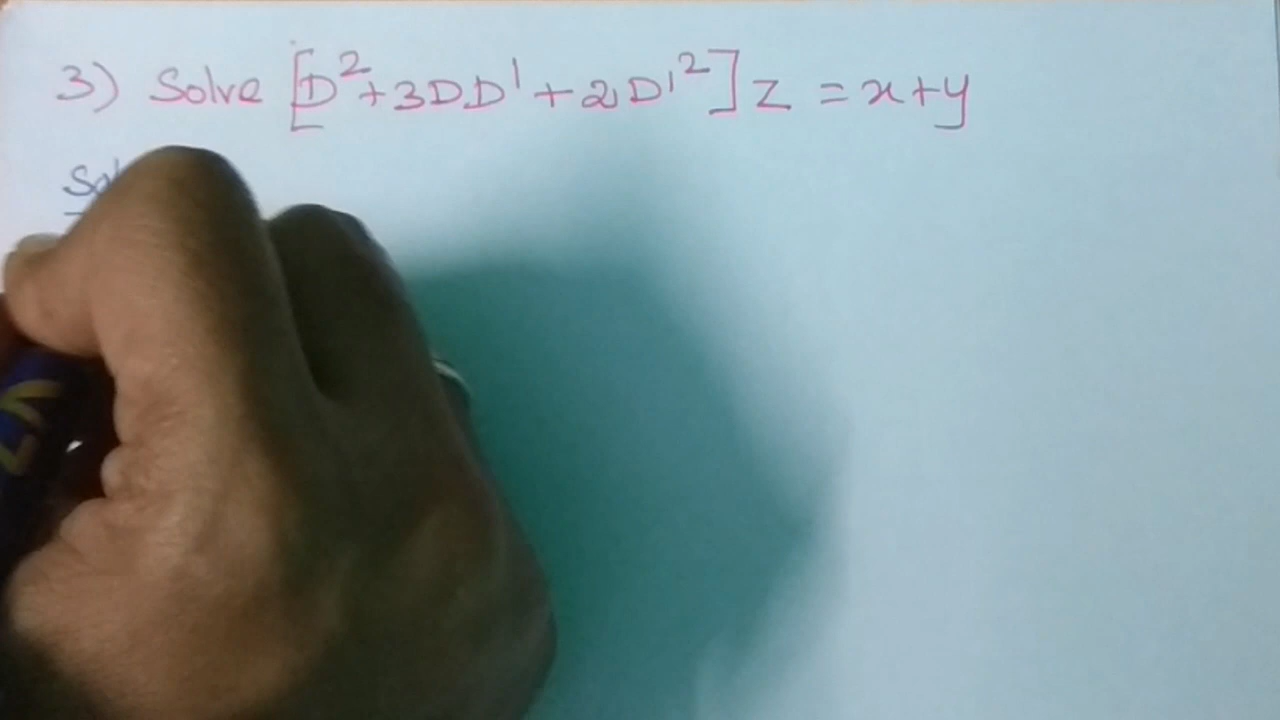 3) Solve [D²+3DD'+2D'²]z = x+y